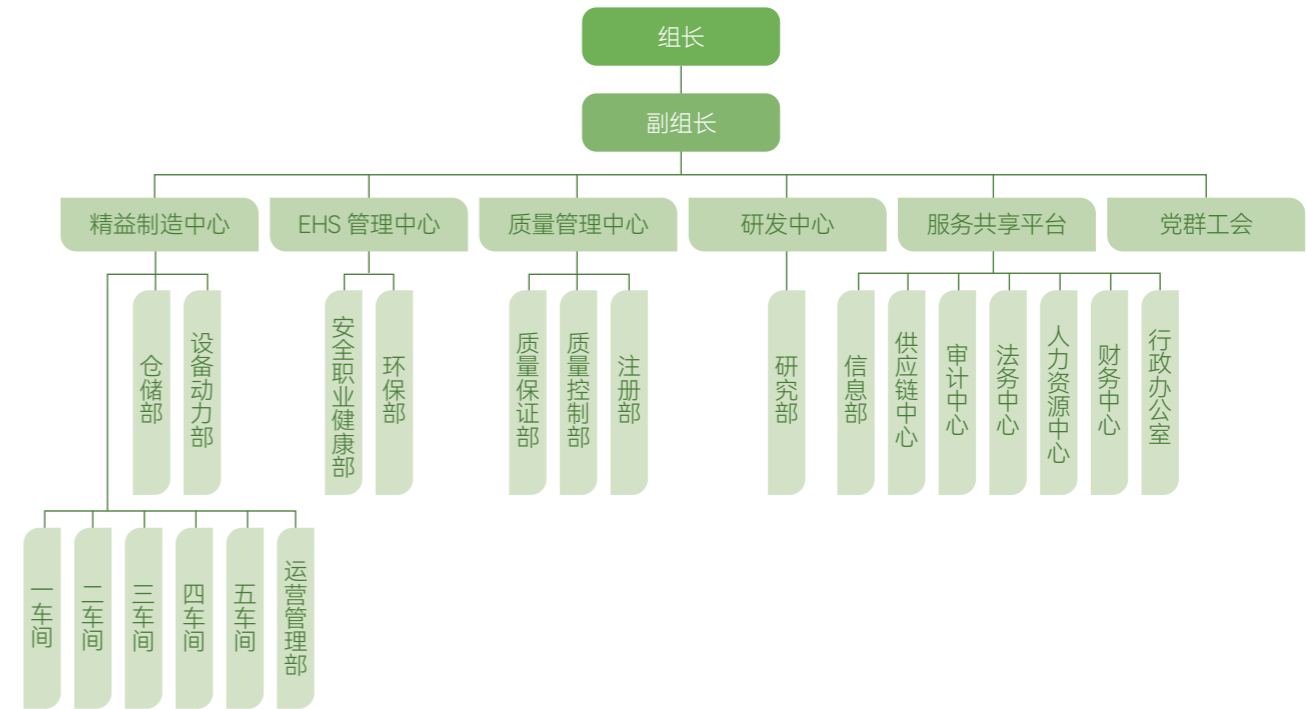 组长
副组长
精益制造中心
EHS 管理中心
质量管理中心
研发中心
服务共享平台
党群工会
仓储部
设备动力部
安全职业健康部
环保部
质量保证部
质量控制部
注册部
研究部
信息部
供应链中心
审计中心
法务中心
人力资源中心
财务中心
行政办公室
一车间
二车间
三车间
四车间
五车间
运营管理部